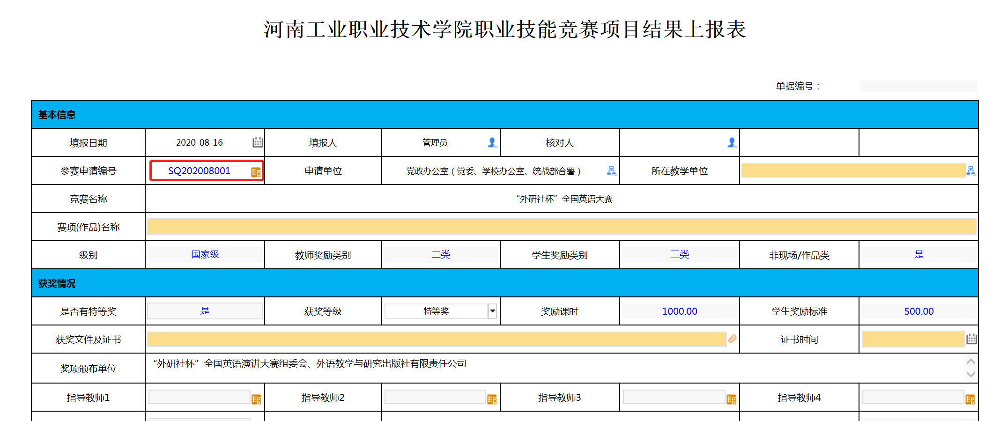 河南工业职业技术学院职业技能竞赛项目结果上报表
单据编号：
基本信息
填报日期 2020-08-16 填报人 管理员 核对人
参赛申请编号 SQ202008001 申请单位 党政办公室（党委、学校办公室、统战部合署） 所在教学单位
竞赛名称 “外研社杯”全国英语大赛
赛项(作品)名称
级别 国家级 教师奖励类别 二类 学生奖励类别 三类 非现场/作品类 是
获奖情况
是否有特等奖 是 获奖等级 特等奖 奖励课时 1000.00 学生奖励标准 500.00
获奖文件及证书 证书时间
奖项颁布单位 “外研社杯”全国英语演讲大赛组委会、外语教学与研究出版社有限责任公司
指导教师1 指导教师2 指导教师3 指导教师4